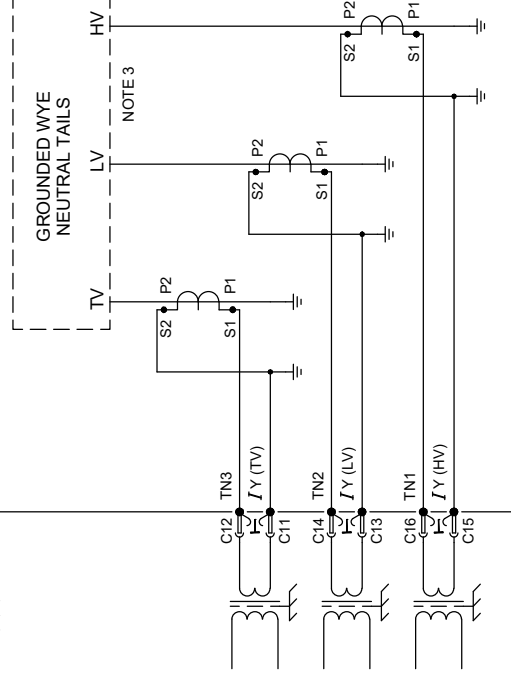 GROUNDED WYE
NEUTRAL TAILS
NOTE 3
HV
LV
TV
P2
P1
S2
S1
P2
P1
S2
S1
P2
P1
S2
S1
C12
TN3
I Y (TV)
C11
C14
TN2
I Y (LV)
C13
C16
TN1
I Y (HV)
C15